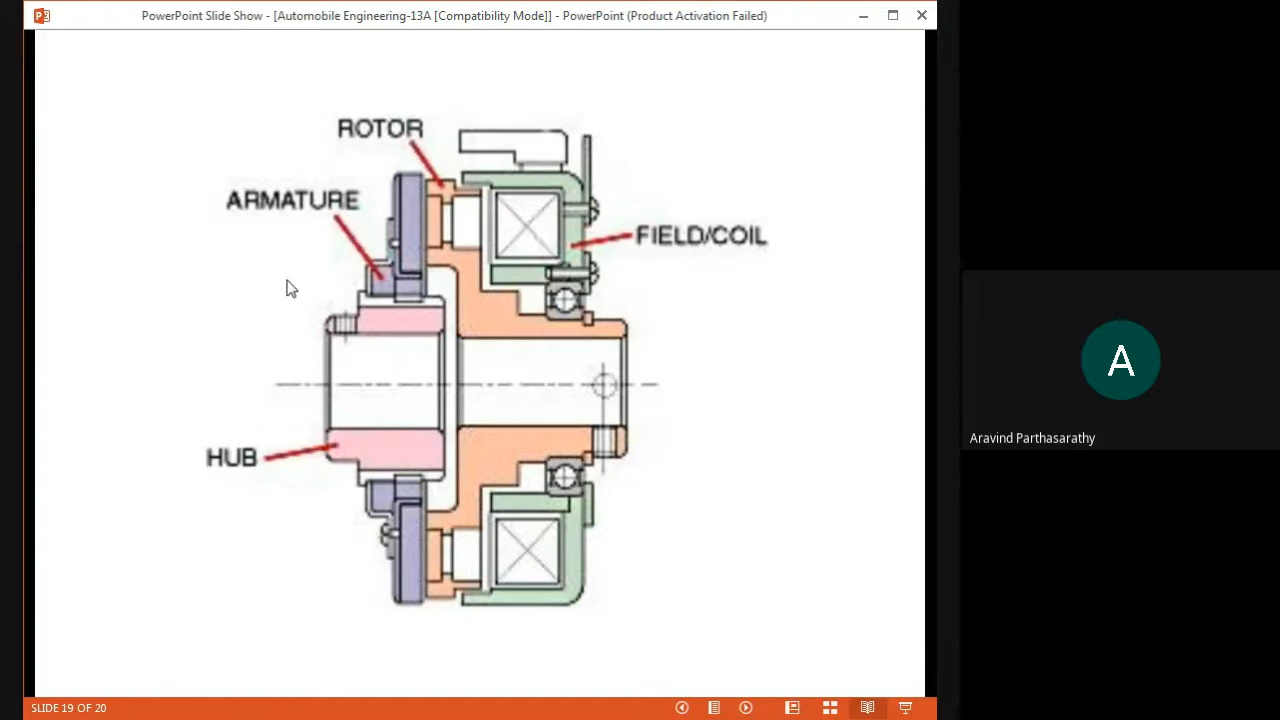 PowerPoint Slide Show - [Automobile Engineering-13A [Compatibility Mode]] - PowerPoint (Product Activation Failed)
ROTOR
ARMATURE
FIELD/COIL
HUB
A
Aravind Parthasarathy
SLIDE 19 OF 20